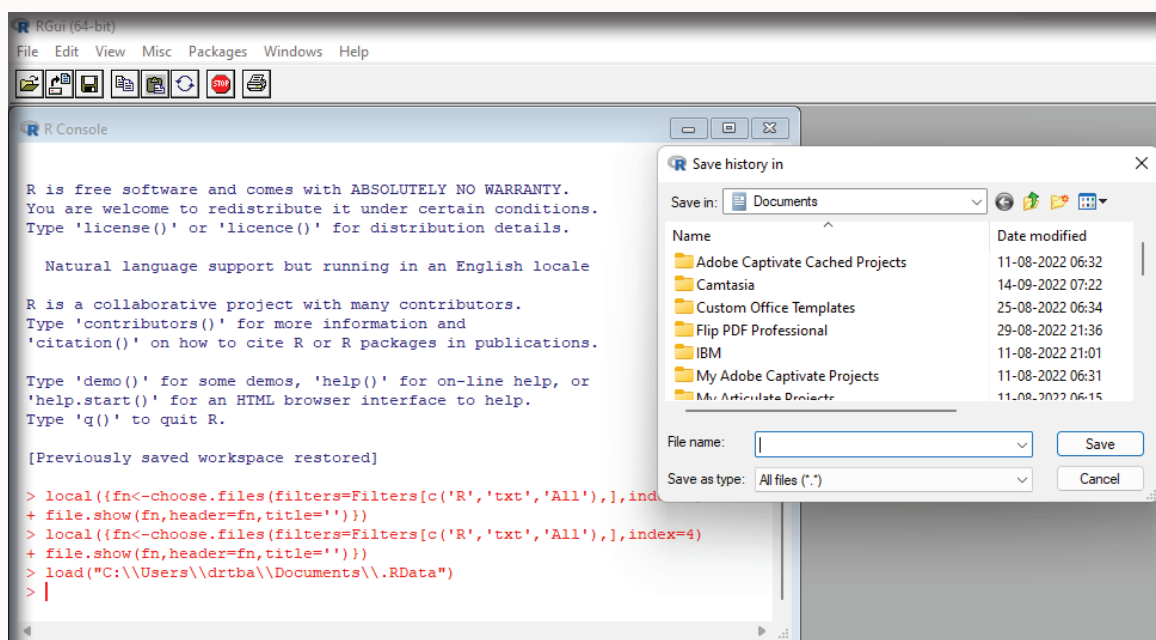 RGui (64-bit)
File Edit View Misc Packages Windows Help
STOP
R Console
R is free software and comes with ABSOLUTELY NO WARRANTY.
You are welcome to redistribute it under certain conditions.
Type 'license()' or 'licence()' for distribution details.
Natural language support but running in an English locale
R is a collaborative project with many contributors.
Type 'contributors()' for more information and
'citation()' on how to cite R or R packages in publications.
Type 'demo()' for some demos, 'help()' for on-line help, or
'help.start()' for an HTML browser interface to help.
Type 'q()' to quit R.
[Previously saved workspace restored]
> local({fn<-choose.files(filters=Filters[c('R','txt','All'),],ind
+ file.show(fn,header=fn,title='')})
> local({fn<-choose.files(filters=Filters[c('R','txt','All'),],index=4)
+ file.show(fn,header=fn,title='')})
> load("C:\\Users\\drtba\\Documents\\.RData")
>
Save history in
Save in: Documents
Name Date modified
Adobe Captivate Cached Projects 11-08-2022 06:32
Camtasia 14-09-2022 07:22
Custom Office Templates 25-08-2022 06:34
Flip PDF Professional 29-08-2022 21:36
IBM 11-08-2022 21:01
My Adobe Captivate Projects 11-08-2022 06:31
My Articulate Projects 11-08-2022 06:15
File name: Save
Save as type: All files (*.*) Cancel